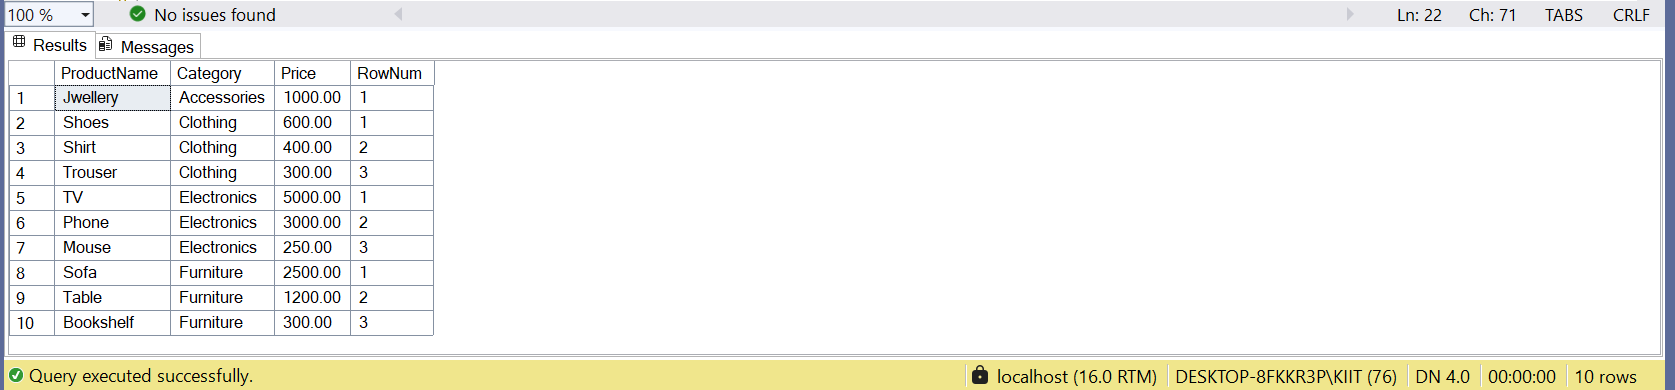 100 % No issues found Ln: 22 Ch: 71 TABS CRLF
Results Messages
ProductName Category Price RowNum
1 Jwellery Accessories 1000.00 1
2 Shoes Clothing 600.00 1
3 Shirt Clothing 400.00 2
4 Trouser Clothing 300.00 3
5 TV Electronics 5000.00 1
6 Phone Electronics 3000.00 2
7 Mouse Electronics 250.00 3
8 Sofa Furniture 2500.00 1
9 Table Furniture 1200.00 2
10 Bookshelf Furniture 300.00 3
Query executed successfully. localhost (16.0 RTM) DESKTOP-8FKKR3P\KIIT (76) DN 4.0 00:00:00 10 rows